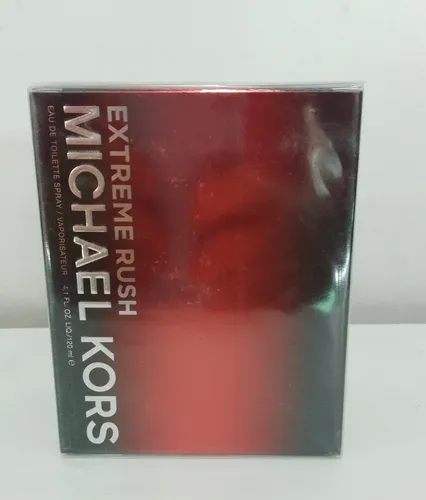 EXTREME RUSH
MICHAEL KORS
EAU DE TOILETTE SPRAY / VAPORISATEUR 4.1 FL. OZ. LIQ./120 ml e